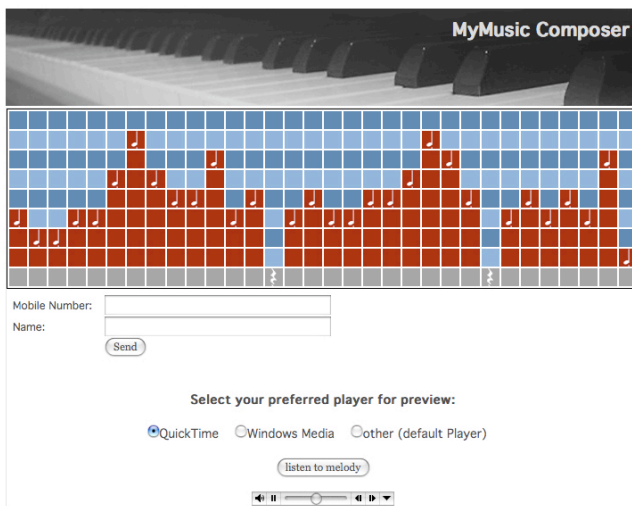 MyMusic Composer
Mobile Number:
Name:
Send
Select your preferred player for preview:
QuickTime Windows Media other (default Player)
listen to melody